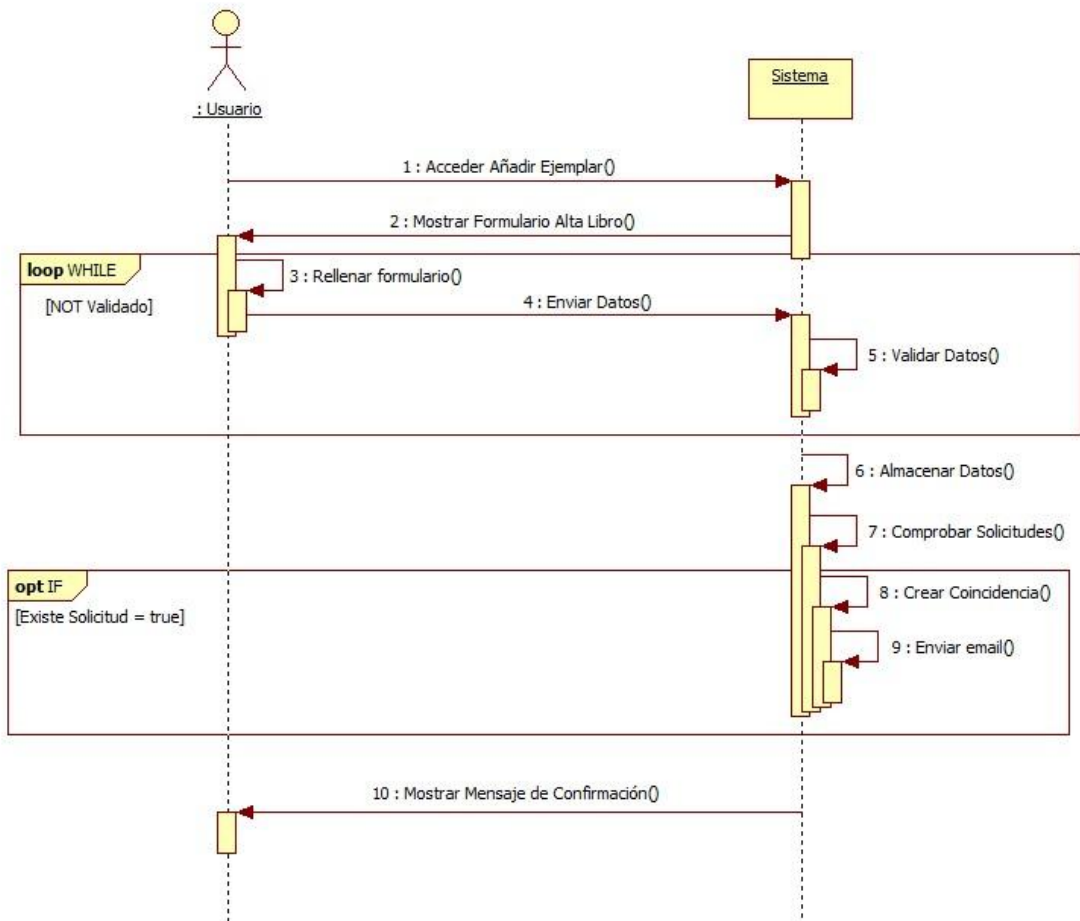 : Usuario
Sistema
1 : Acceder Añadir Ejemplar()
2 : Mostrar Formulario Alta Libro()
loop WHILE
[NOT Validado]
3 : Rellenar formulario()
4 : Enviar Datos()
5 : Validar Datos()
6 : Almacenar Datos()
7 : Comprobar Solicitudes()
opt IF
[Existe Solicitud = true]
8 : Crear Coincidencia()
9 : Enviar email()
10 : Mostrar Mensaje de Confirmación()